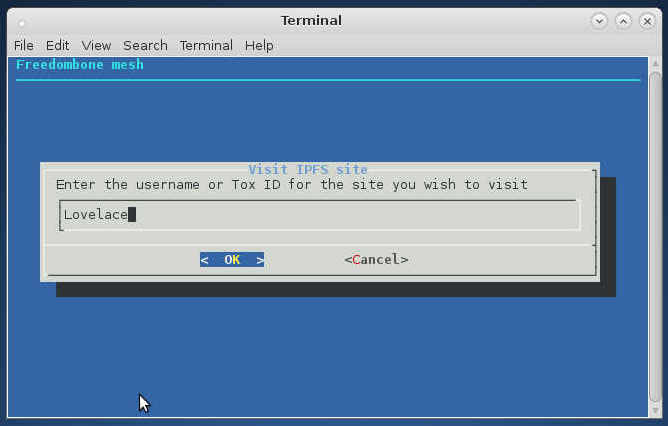 Terminal
File Edit View Search Terminal Help
Freedombone mesh
Visit IPFS site
Enter the username or Tox ID for the site you wish to visit
Lovelace
< OK > <Cancel>